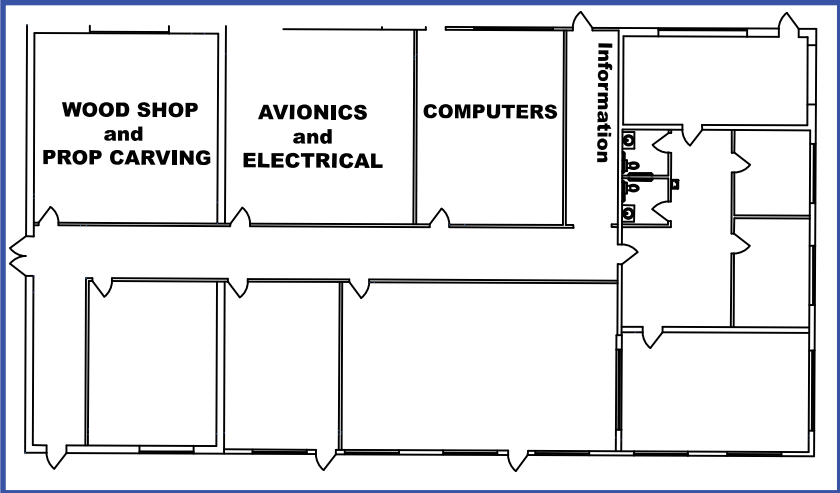 WOOD SHOP
and
PROP CARVING
AVIONICS
and
ELECTRICAL
COMPUTERS
Information